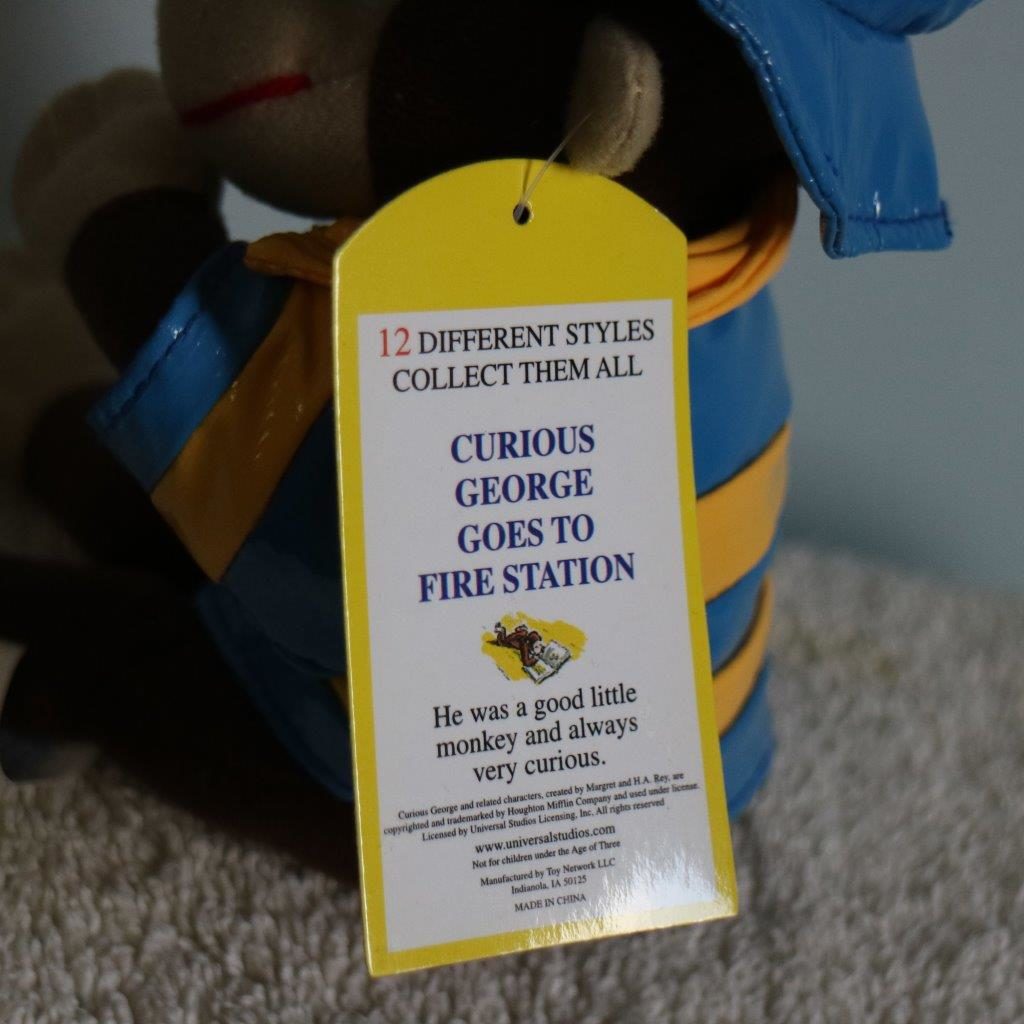 12 DIFFERENT STYLES
COLLECT THEM ALL
CURIOUS
GEORGE
GOES TO
FIRE STATION
He was a good little
monkey and always
very curious.
Curious George and related characters, created by Margret and H.A. Rey, are
copyrighted and trademarked by Houghton Mifflin Company and used under license.
Licensed by Universal Studios Licensing, Inc. All rights reserved
www.universalstudios.com
Not for children under the Age of Three
Manufactured by Toy Network LLC
Indianola, IA 50125
MADE IN CHINA